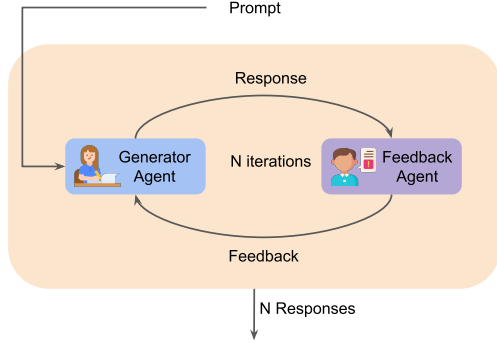 Prompt
Response
Generator
Agent
N iterations
Feedback
Agent
Feedback
N Responses